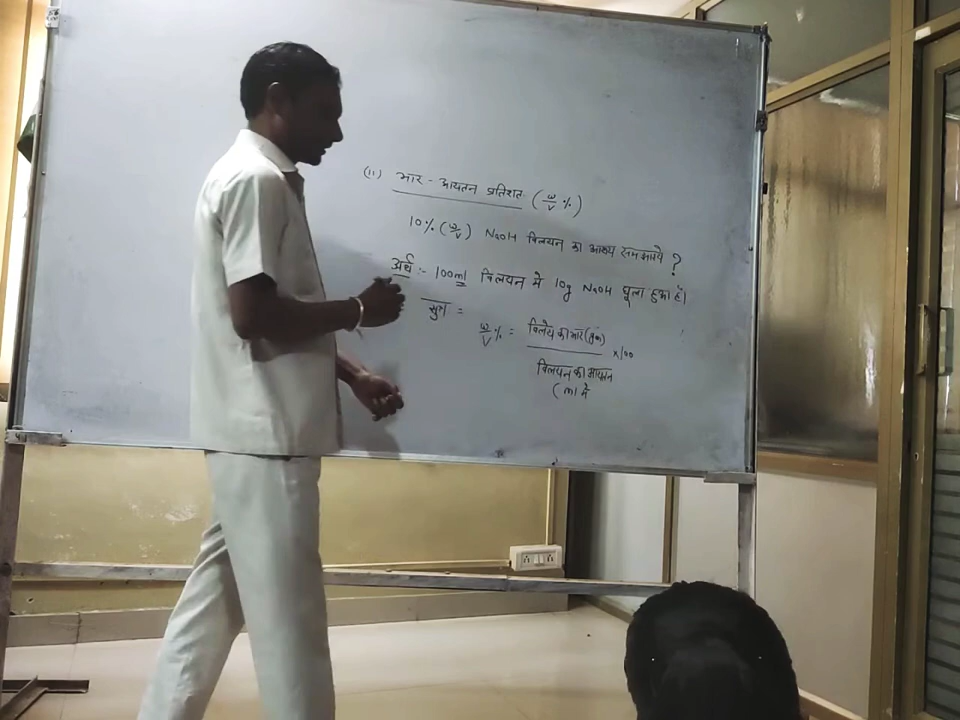 (ii) भार - आयतन प्रतिशत (w/v %)
10% (w/v) NaOH विलयन का आशय समझाये ?
अर्थ :- 100ml विलयन मे 10g NaOH घूला हुआ है।
सुत्र =
w/v % = विलेय का भार (gm) / विलयन का आयतन (ml मे x100